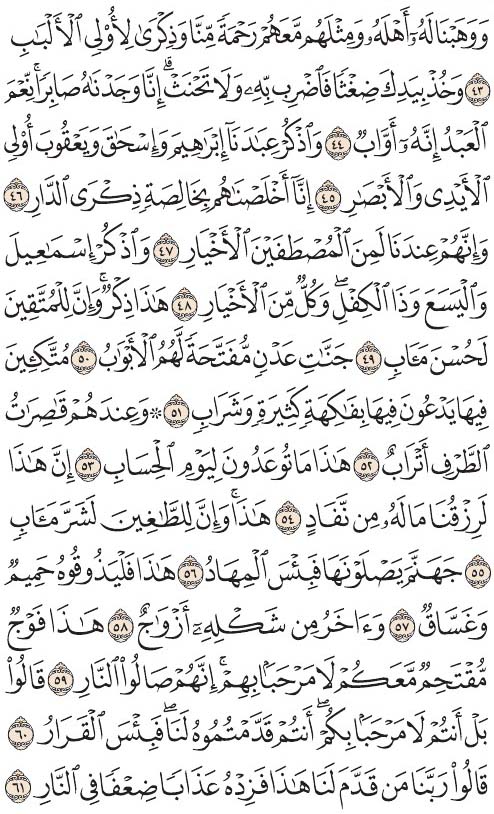 وَوَهَبْنَا لَهُۥٓ أَهْلَهُۥ وَمِثْلَهُم مَّعَهُمْ رَحْمَةً مِّنَّا وَذِكْرَىٰ لِأُو۟لِى ٱلْأَلْبَٰبِ
٤٣ وَخُذْ بِيَدِكَ ضِغْثًا فَٱضْرِب بِّهِۦ وَلَا تَحْنَثْ ۗ إِنَّا وَجَدْنَٰهُ صَابِرًا ۚ نِّعْمَ
ٱلْعَبْدُ إِنَّهُۥٓ أَوَّابٌ ٤٤ وَٱذْكُرْ عِبَٰدَنَآ إِبْرَٰهِيمَ وَإِسْحَٰقَ وَيَعْقُوبَ أُو۟لِى
ٱلْأَيْدِى وَٱلْأَبْصَٰرِ ٤٥ إِنَّآ أَخْلَصْنَٰهُم بِخَالِصَةٍ ذِكْرَى ٱلدَّارِ ٤٦
وَإِنَّهُمْ عِندَنَا لَمِنَ ٱلْمُصْطَفَيْنَ ٱلْأَخْيَارِ ٤٧ وَٱذْكُرْ إِسْمَٰعِيلَ
وَٱلْيَسَعَ وَذَا ٱلْكِفْلِ ۖ وَكُلٌّ مِّنَ ٱلْأَخْيَارِ ٤٨ هَٰذَا ذِكْرٌ ۚ وَإِنَّ لِلْمُتَّقِينَ
لَحُسْنَ مَـَٔابٍ ٤٩ جَنَّٰتِ عَدْنٍ مُّفَتَّحَةً لَّهُمُ ٱلْأَبْوَٰبُ ٥٠ مُتَّكِـِٔينَ
فِيهَا يَدْعُونَ فِيهَا بِفَٰكِهَةٍ كَثِيرَةٍ وَشَرَابٍ ٥١ ۞ وَعِندَهُمْ قَٰصِرَٰتُ
ٱلطَّرْفِ أَتْرَابٌ ٥٢ هَٰذَا مَا تُوعَدُونَ لِيَوْمِ ٱلْحِسَابِ ٥٣ إِنَّ هَٰذَا
لَرِزْقُنَا مَا لَهُۥ مِن نَّفَادٍ ٥٤ هَٰذَا ۚ وَإِنَّ لِلطَّٰغِينَ لَشَرَّ مَـَٔابٍ
٥٥ جَهَنَّمَ يَصْلَوْنَهَا فَبِئْسَ ٱلْمِهَادُ ٥٦ هَٰذَا فَلْيَذُوقُوهُ حَمِيمٌ
وَغَسَّاقٌ ٥٧ وَءَاخَرُ مِن شَكْلِهِۦٓ أَزْوَٰجٌ ٥٨ هَٰذَا فَوْجٌ
مُّقْتَحِمٌ مَّعَكُمْ ۖ لَا مَرْحَبًۢا بِهِمْ ۚ إِنَّهُمْ صَالُوا۟ ٱلنَّارِ ٥٩ قَالُوا۟
بَلْ أَنتُمْ لَا مَرْحَبًۢا بِكُمْ ۖ أَنتُمْ قَدَّمْتُمُوهُ لَنَا ۖ فَبِئْسَ ٱلْقَرَارُ ٦٠
قَالُوا۟ رَبَّنَا مَن قَدَّمَ لَنَا هَٰذَا فَزِدْهُ عَذَابًا ضِعْفًا فِى ٱلنَّارِ ٦١